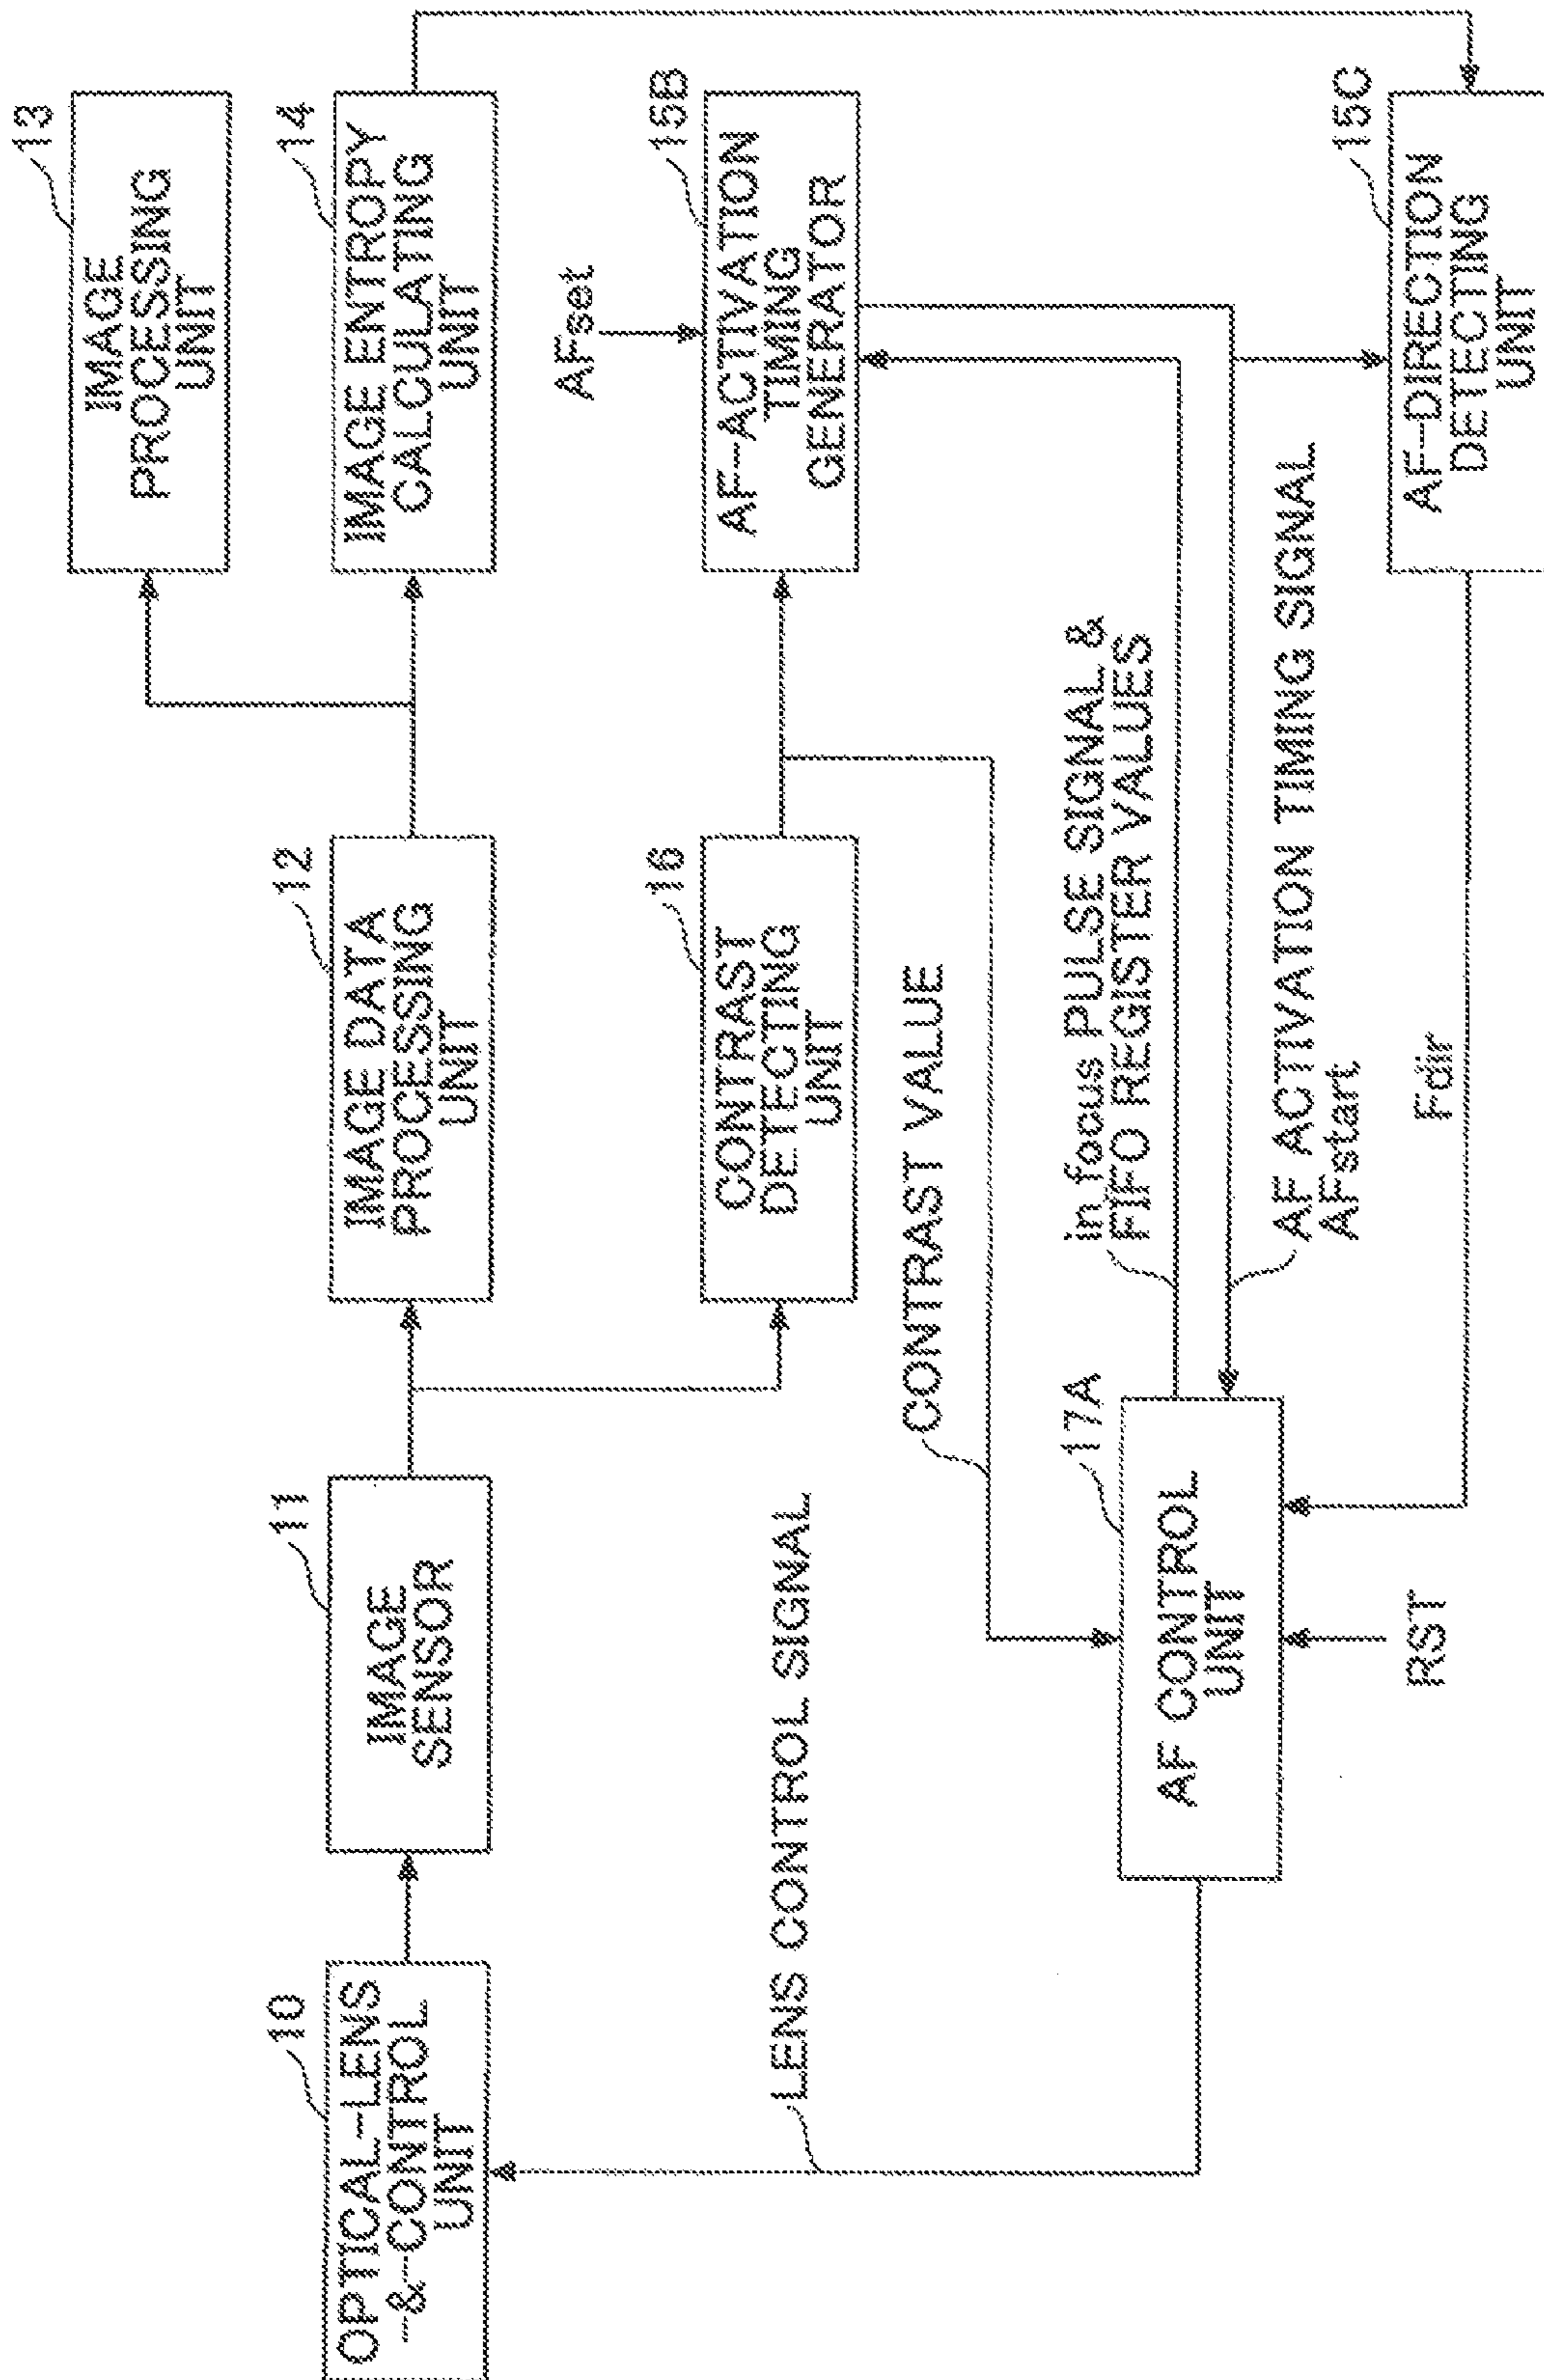 10
OPTICAL-LENS
-&-CONTROL
UNIT
11
IMAGE
SENSOR
12
IMAGE DATA
PROCESSING
UNIT
13
IMAGE
PROCESSING
UNIT
14
IMAGE ENTROPY
CALCULATING
UNIT
16
CONTRAST
DETECTING
UNIT
AFset
15B
AF-ACTIVATION
TIMING
GENERATOR
LENS CONTROL SIGNAL
CONTRAST VALUE
17A
AF CONTROL
UNIT
in focus PULSE SIGNAL &
FIFO REGISTER VALUES
AF ACTIVATION TIMING SIGNAL
AFstart
15C
AF-DIRECTION
DETECTING
UNIT
RST
Fdir